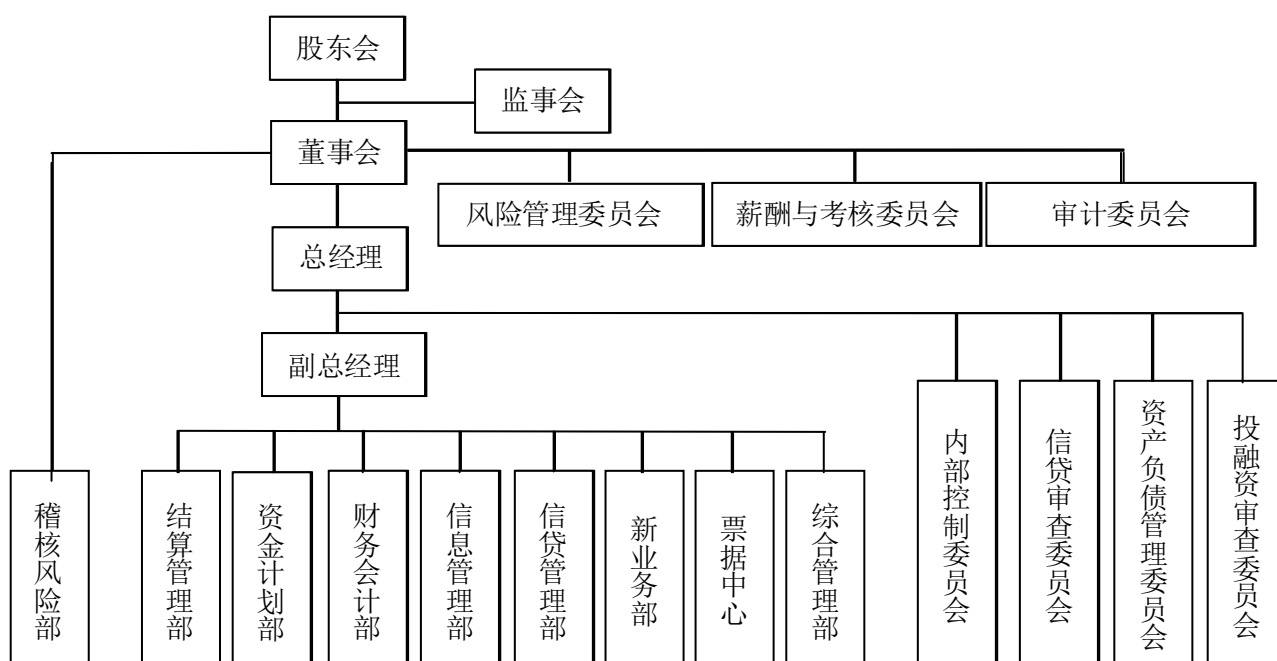 股东会
监事会
董事会
风险管理委员会
薪酬与考核委员会
审计委员会
总经理
副总经理
稽核风险部
结算管理部
资金计划部
财务会计部
信息管理部
信贷管理部
新业务部
票据中心
综合管理部
内部控制委员会
信贷审查委员会
资产负债管理委员会
投融资审查委员会